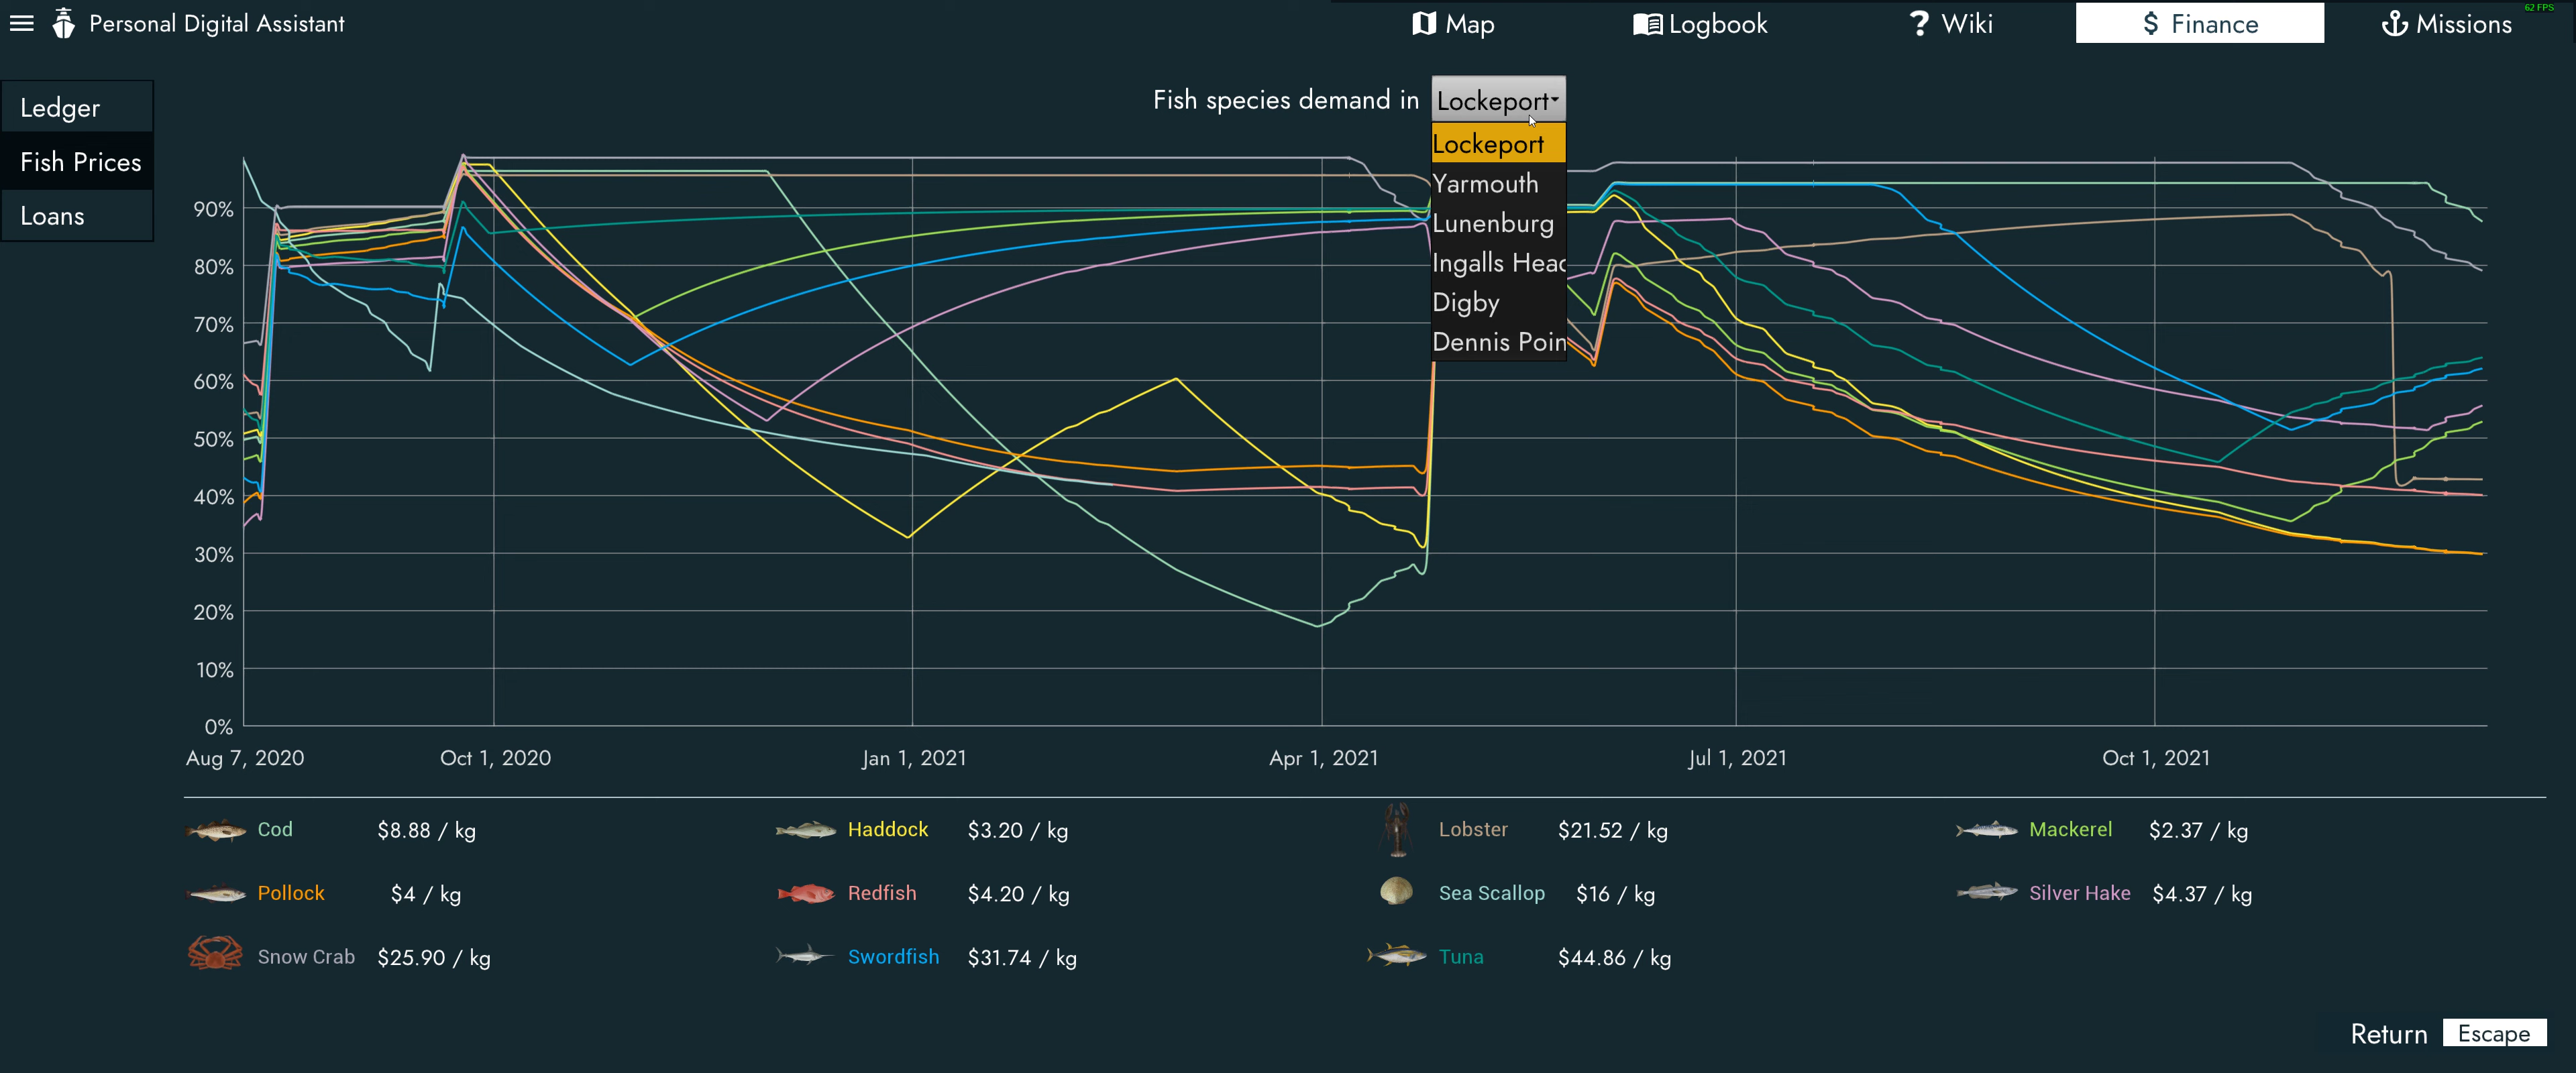 Personal Digital Assistant
Map
Logbook
? Wiki
$ Finance
Missions
62 FPS
Ledger
Fish Prices
Loans
Fish species demand in Lockeport
Lockeport
Yarmouth
Lunenburg
Ingalls Head
Digby
Dennis Poin
90%
80%
70%
60%
50%
40%
30%
20%
10%
0%
Aug 7, 2020 Oct 1, 2020 Jan 1, 2021 Apr 1, 2021 Jul 1, 2021 Oct 1, 2021
Cod $8.88 / kg Haddock $3.20 / kg Lobster $21.52 / kg Mackerel $2.37 / kg
Pollock $4 / kg Redfish $4.20 / kg Sea Scallop $16 / kg Silver Hake $4.37 / kg
Snow Crab $25.90 / kg Swordfish $31.74 / kg Tuna $44.86 / kg
Return Escape